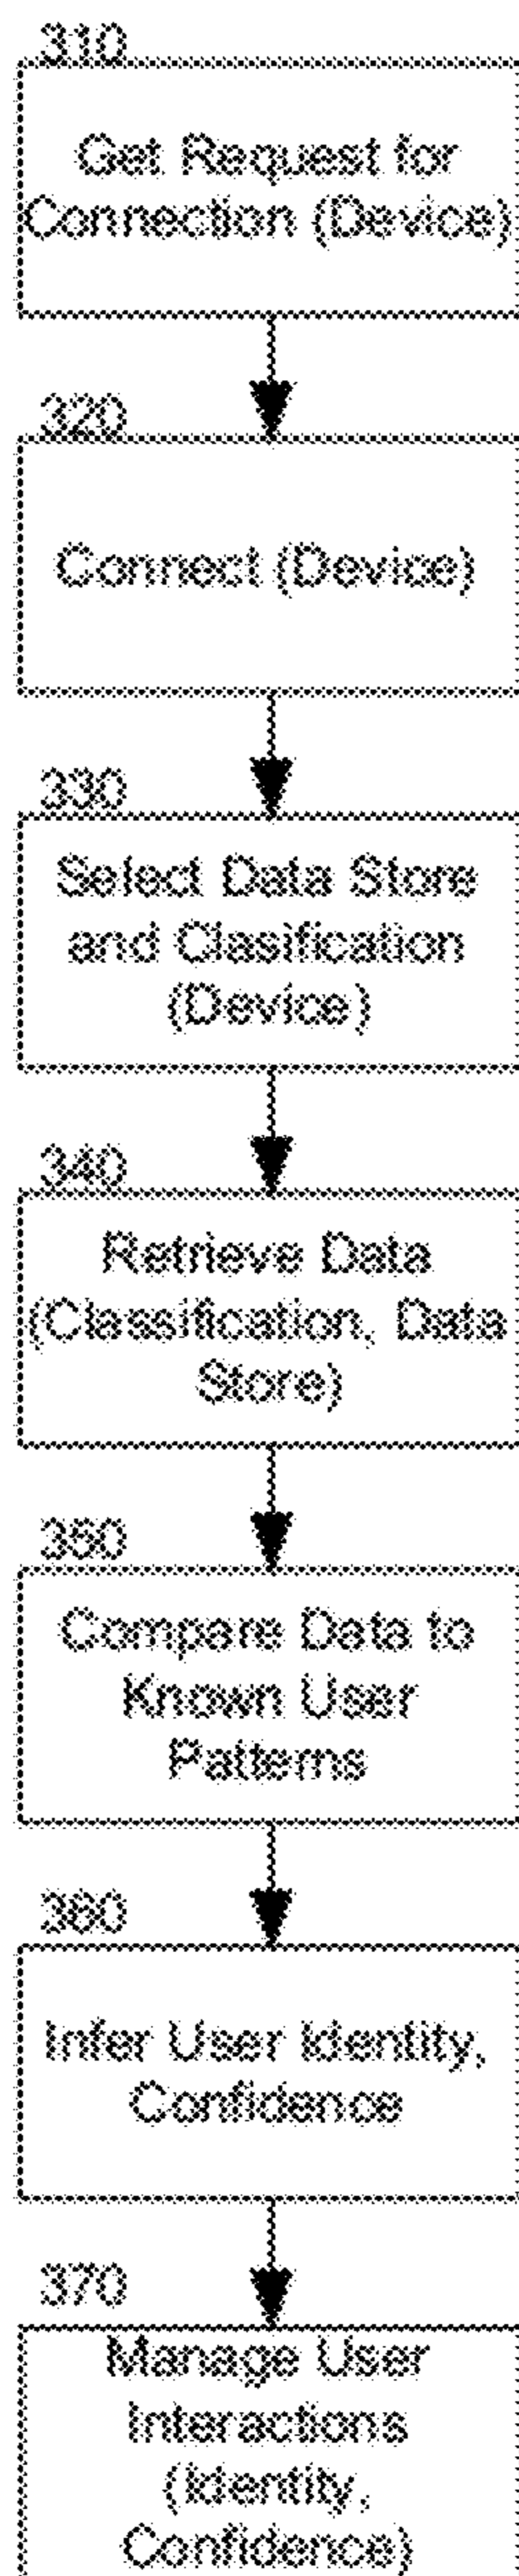 310
Get Request for
Connection (Device)
320
Connect (Device)
330
Select Data Store
and Clasification
(Device)
340
Retrieve Data
(Classification, Data
Store)
350
Compare Data to
Known User
Patterns
360
Infer User Identity,
Confidence
370
Manage User
Interactions
(Identity,
Confidence)